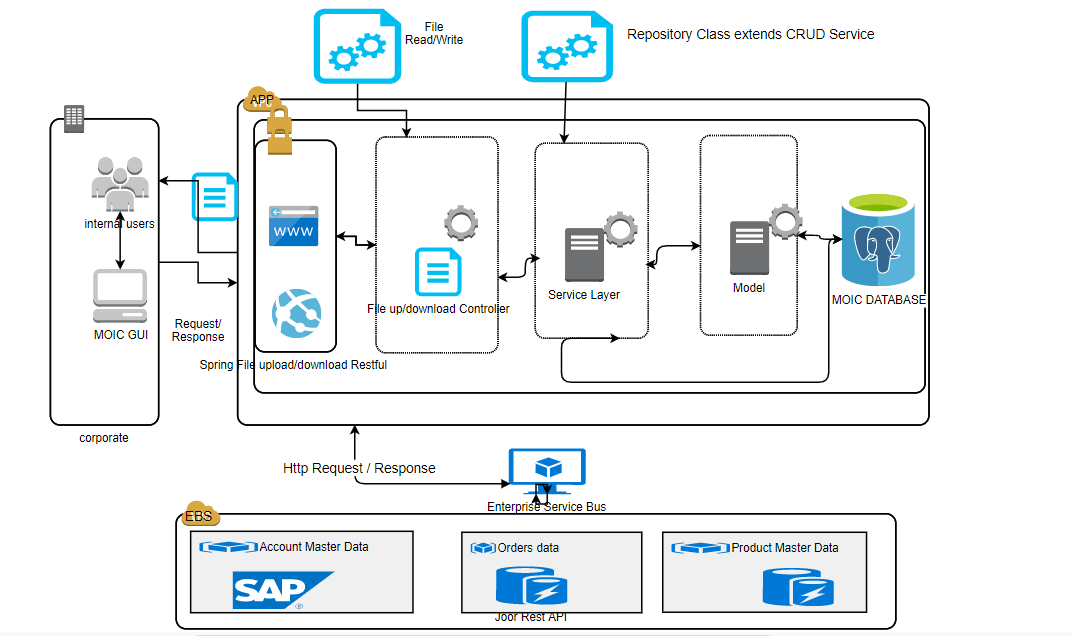 File
Read/Write
Repository Class extends CRUD Service
APP
internal users
www
MOIC GUI
Request/
Response
File up/download Controller
Service Layer
Model
MOIC DATABASE
Spring File upload/download Restful
corporate
Http Request / Response
Enterprise Service Bus
EBS
Account Master Data
Orders data
Product Master Data
SAP
®
Joor Rest API